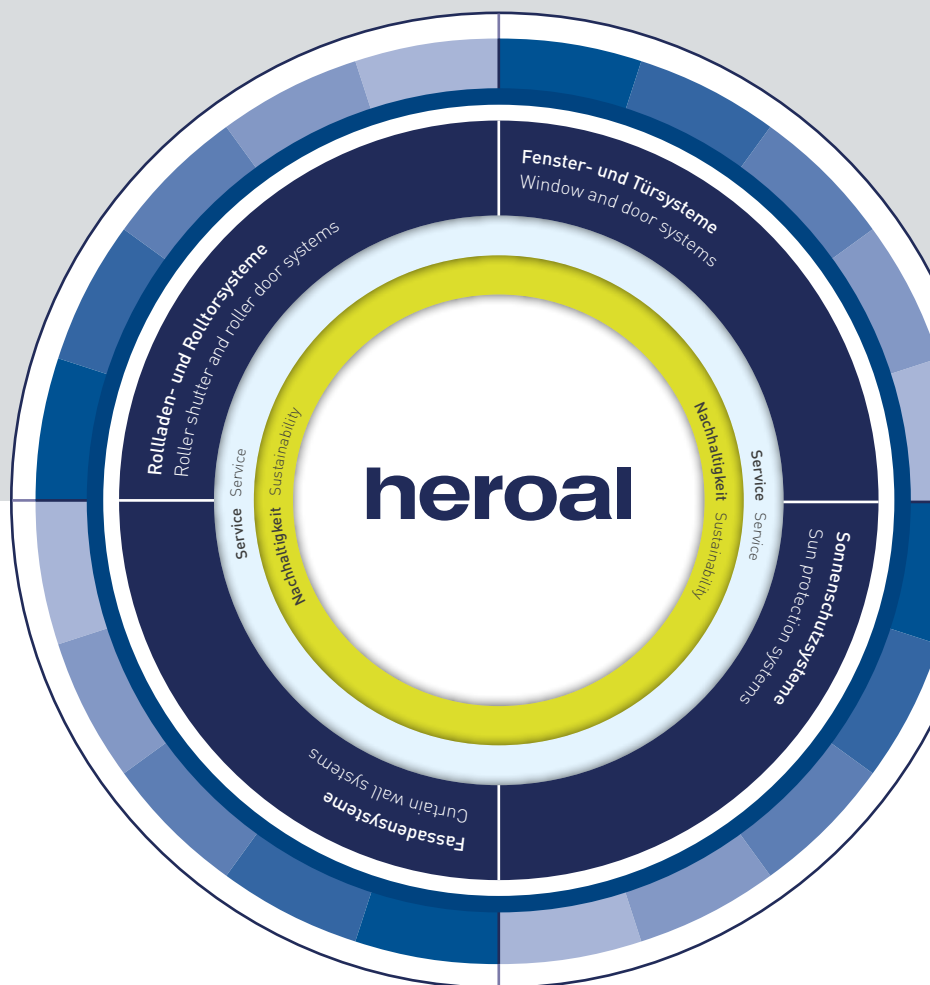 Fenster- und Türsysteme
Window and door systems
Rollladen- und Rolltorsysteme
Roller shutter and roller door systems
Service Service
Nachhaltigkeit Sustainability
heroal
Nachhaltigkeit Sustainability
Service Service
Sonnenschutzsysteme
Sun protection systems
Fassadensysteme
Curtain wall systems